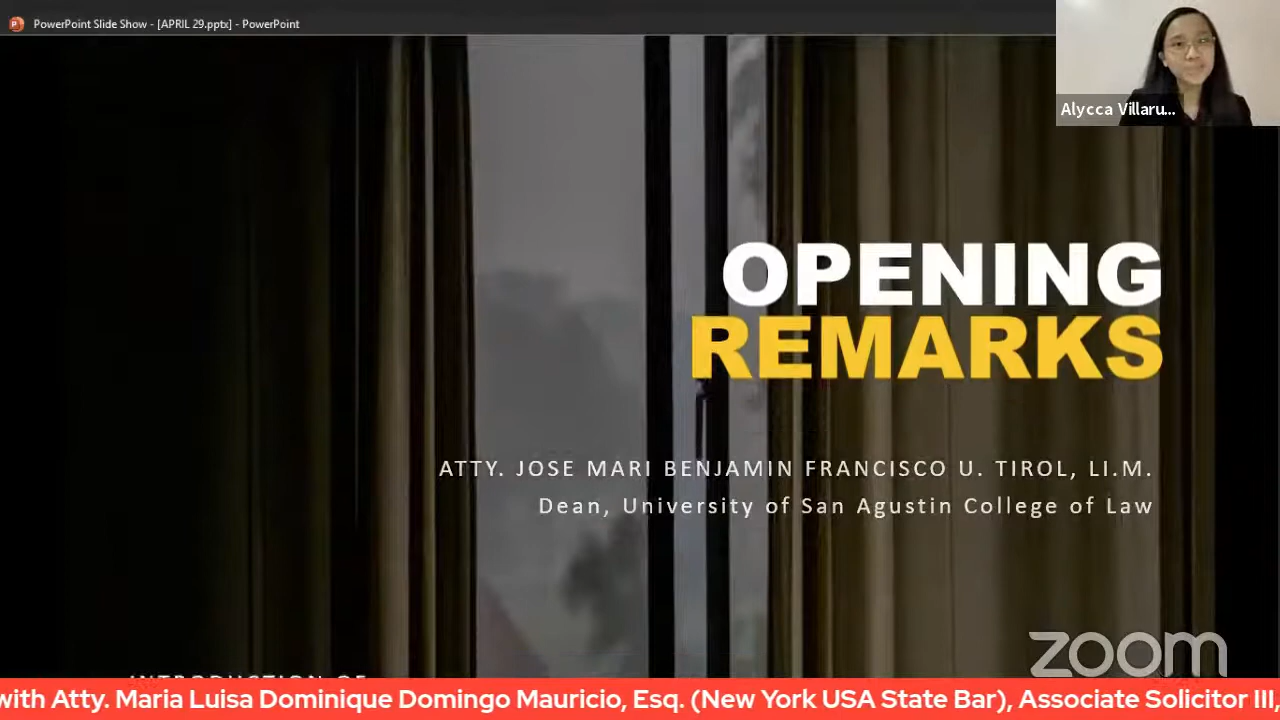 PowerPoint Slide Show - [APRIL 29.pptx] - PowerPoint
Alycca Villaru...
OPENING
REMARKS
ATTY. JOSE MARI BENJAMIN FRANCISCO U. TIROL, LI.M.
Dean, University of San Agustin College of Law
zoom
INTRODUCTION OF
with Atty. Maria Luisa Dominique Domingo Mauricio, Esq. (New York USA State Bar), Associate Solicitor III,